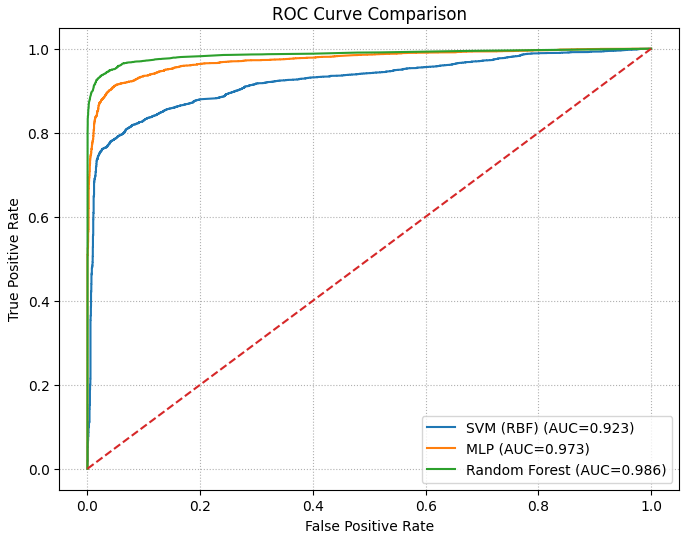 ROC Curve Comparison
True Positive Rate
1.0
0.8
0.6
0.4
0.2
0.0
SVM (RBF) (AUC=0.923)
MLP (AUC=0.973)
Random Forest (AUC=0.986)
0.0 0.2 0.4 0.6 0.8 1.0
False Positive Rate